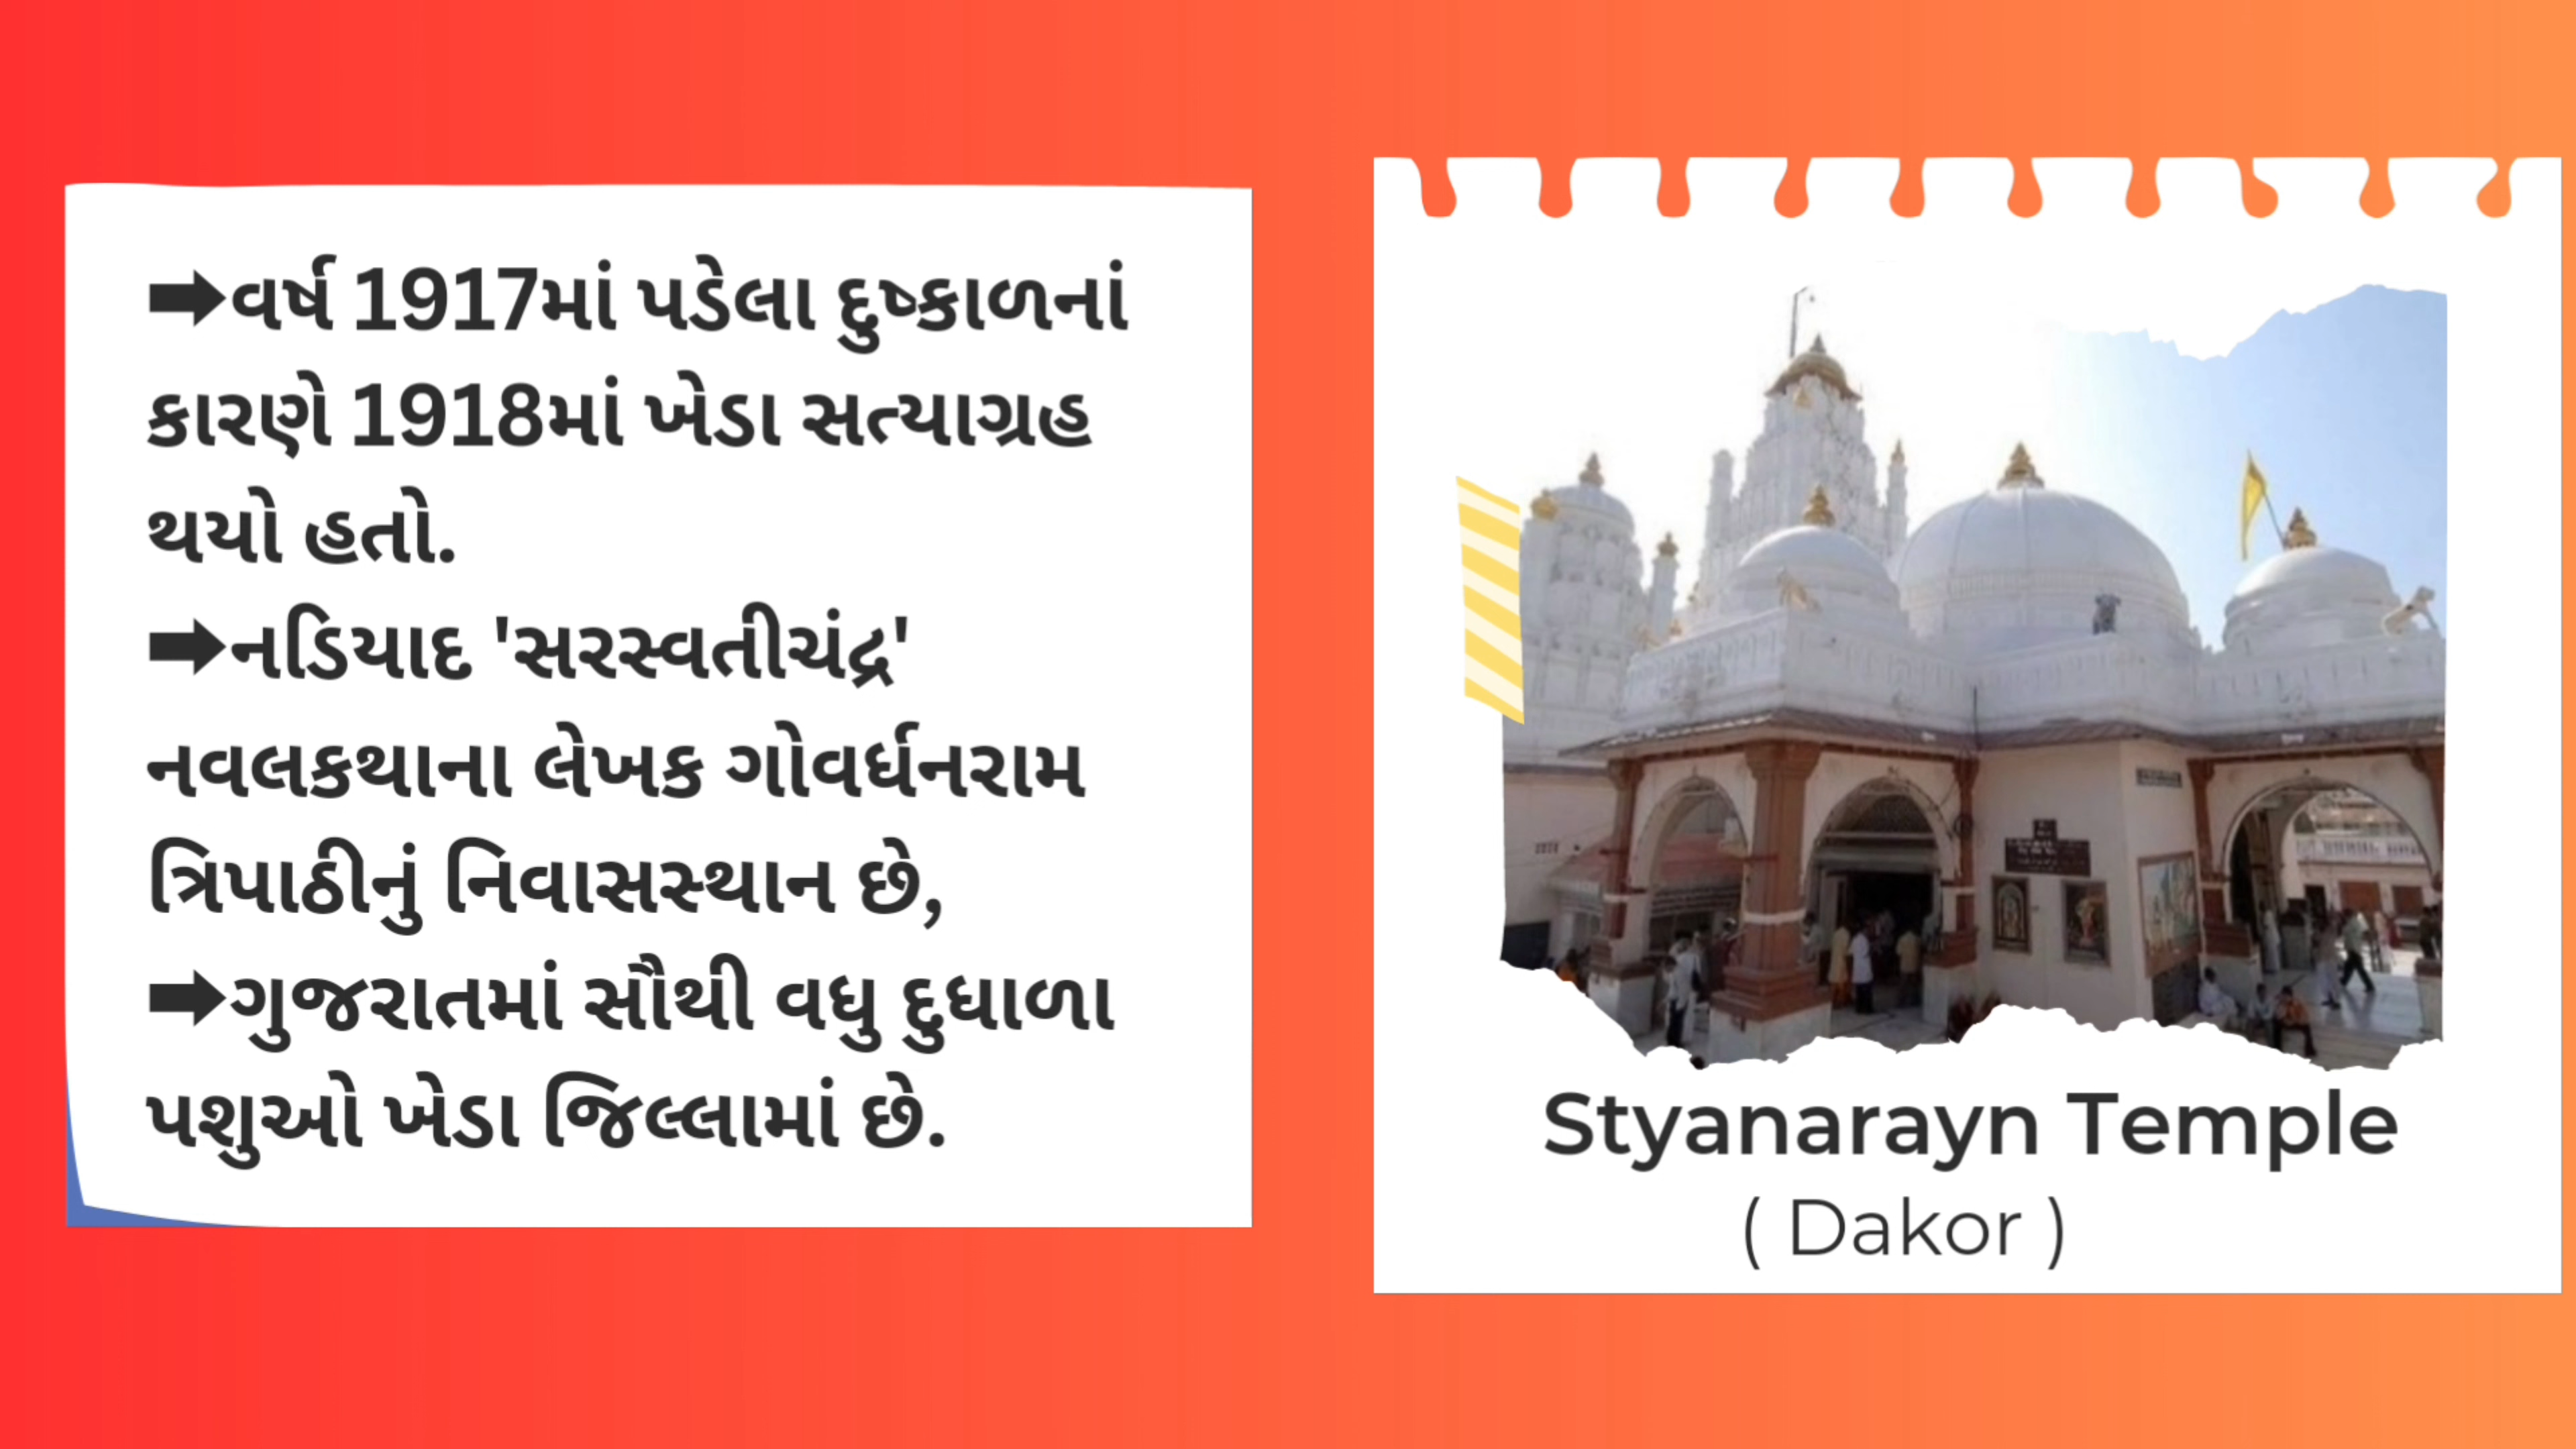 ➡વર્ષ 1917માં પડેલા દુષ્કાળનાં
કારણે 1918માં ખેડા સત્યાગ્રહ
થયો હતો.
➡નડિયાદ 'સરસ્વતીચંદ્ર'
નવલકથાના લેખક ગોવર્ધનરામ
ત્રિપાઠીનું નિવાસસ્થાન છે,
➡ગુજરાતમાં સૌથી વધુ દુધાળા
પશુઓ ખેડા જિલ્લામાં છે.
Styanarayn Temple
( Dakor )